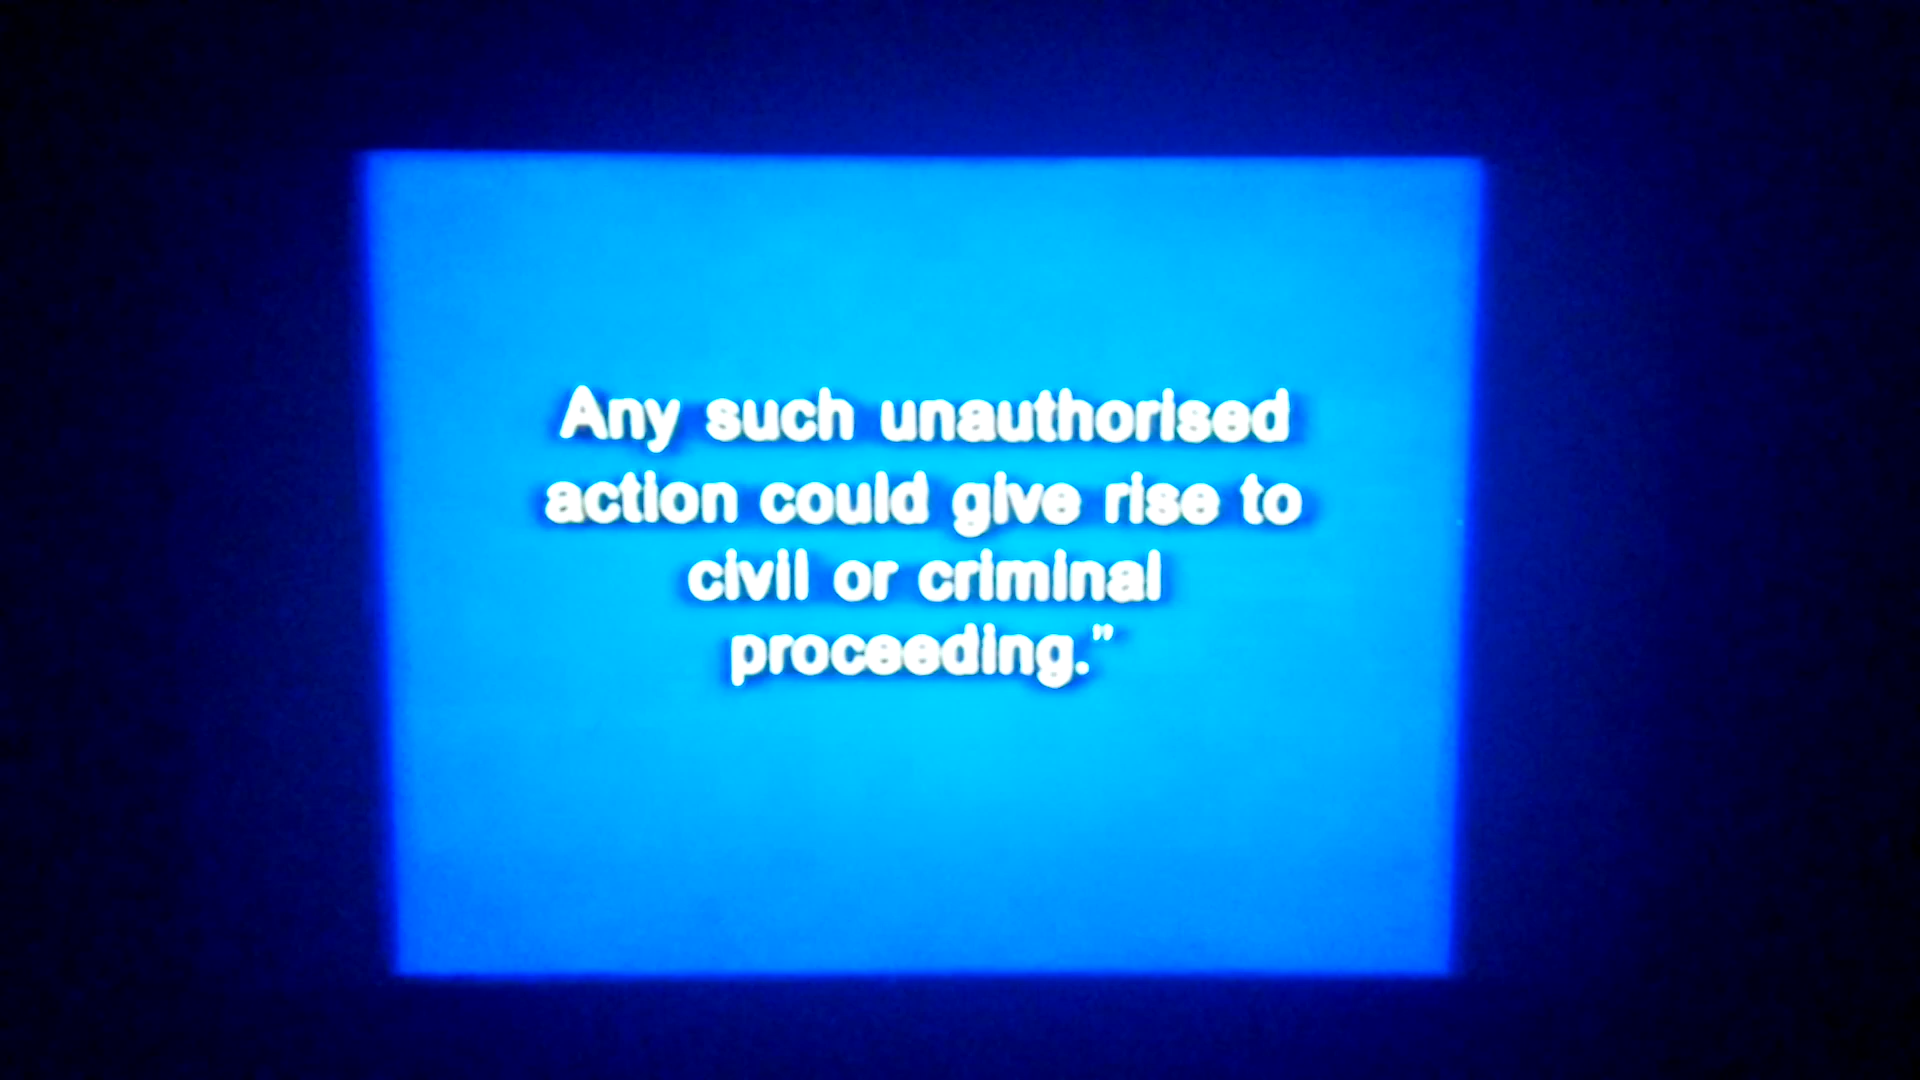 Any such unauthorised
action could give rise to
civil or criminal
proceeding."